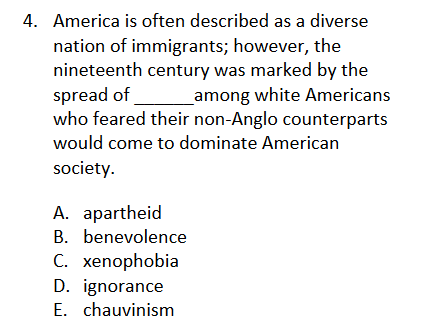 4. America is often described as a diverse
nation of immigrants; however, the
nineteenth century was marked by the
spread of ______among white Americans
who feared their non-Anglo counterparts
would come to dominate American
society.
A. apartheid
B. benevolence
C. xenophobia
D. ignorance
E. chauvinism